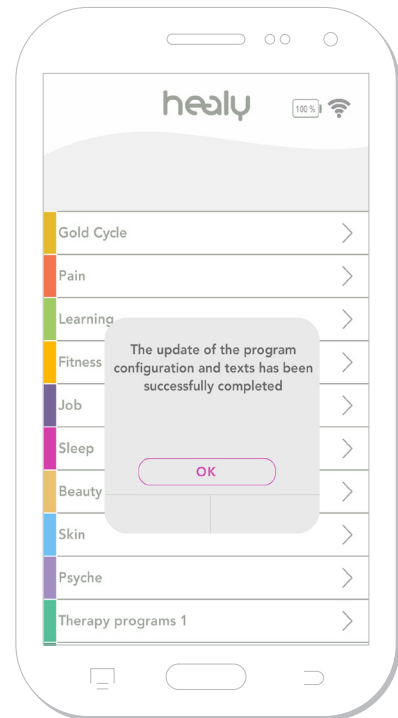 healy
100 %
Gold Cycle
Pain
Learning
Fitness
The update of the program
configuration and texts has been
successfully completed
Job
Sleep
OK
Beauty
Skin
Psyche
Therapy programs 1